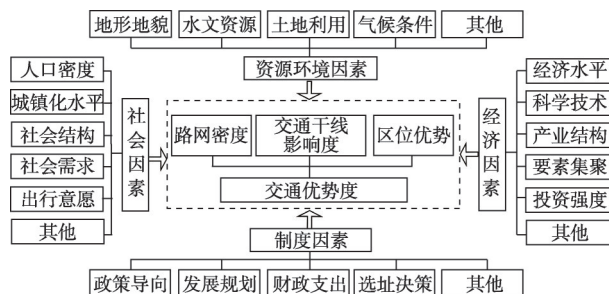 地形地貌
水文资源
土地利用
气候条件
其他
资源环境因素
人口密度
城镇化水平
社会结构
社会需求
出行意愿
其他
社会因素
路网密度
交通干线
影响度
区位优势
交通优势度
经济因素
经济水平
科学技术
产业结构
要素集聚
投资强度
其他
制度因素
政策导向
发展规划
财政支出
选址决策
其他